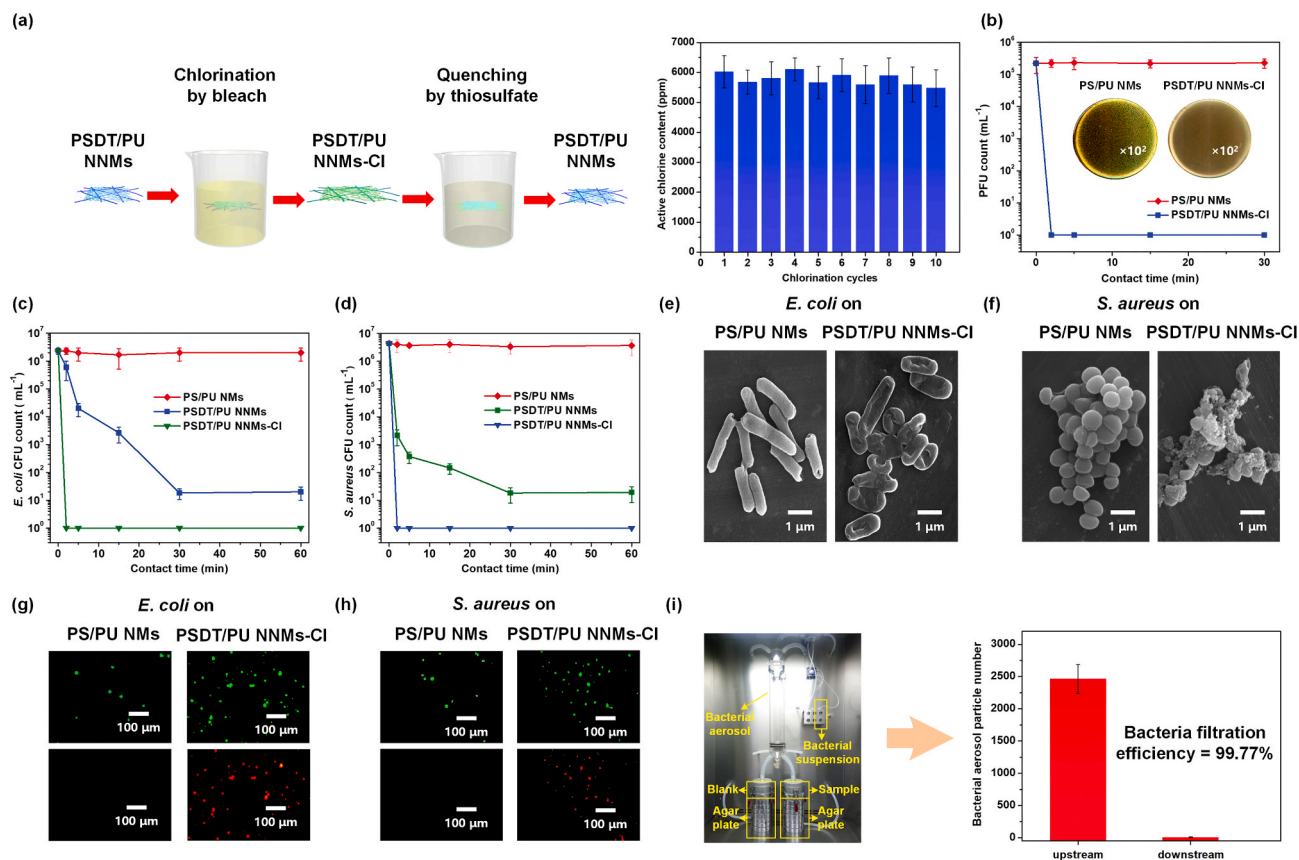 (a)
Chlorination
by bleach
Quenching
by thiosulfate
PSDT/PU
NNMs
PSDT/PU
NNMs-Cl
PSDT/PU
NNMs
Active chlorine content (ppm)
7000
6000
5000
4000
3000
2000
1000
0
0 1 2 3 4 5 6 7 8 9 10
Chlorination cycles
(b)
PFU count (mL⁻¹)
10⁶
10⁵
10⁴
10³
10²
10¹
10⁰
PS/PU NMs PSDT/PU NNMs-Cl
×10² ×10²
PS/PU NMs
PSDT/PU NNMs-Cl
0 10 20 30
Contact time (min)
(c)
E. coli CFU count ( mL⁻¹)
10⁷
10⁶
10⁵
10⁴
10³
10²
10¹
10⁰
PS/PU NMs
PSDT/PU NNMs
PSDT/PU NNMs-Cl
0 10 20 30 40 50 60
Contact time (min)
(d)
S. aureus CFU count ( mL⁻¹)
10⁷
10⁶
10⁵
10⁴
10³
10²
10¹
10⁰
PS/PU NMs
PSDT/PU NNMs
PSDT/PU NNMs-Cl
0 10 20 30 40 50 60
Contact time (min)
(e)
E. coli on
PS/PU NMs PSDT/PU NNMs-Cl
1 μm 1 μm
(f)
S. aureus on
PS/PU NMs PSDT/PU NNMs-Cl
1 μm 1 μm
(g)
E. coli on
PS/PU NMs PSDT/PU NNMs-Cl
100 μm 100 μm
100 μm 100 μm
(h)
S. aureus on
PS/PU NMs PSDT/PU NNMs-Cl
100 μm 100 μm
100 μm 100 μm
(i)
Bacterial
aerosol
Bacterial
suspension
Blank Sample
Agar
plate
Agar
plate
Bacterial aerosol particle number
3000
2500
2000
1500
1000
500
0
Bacteria filtration
efficiency = 99.77%
upstream downstream